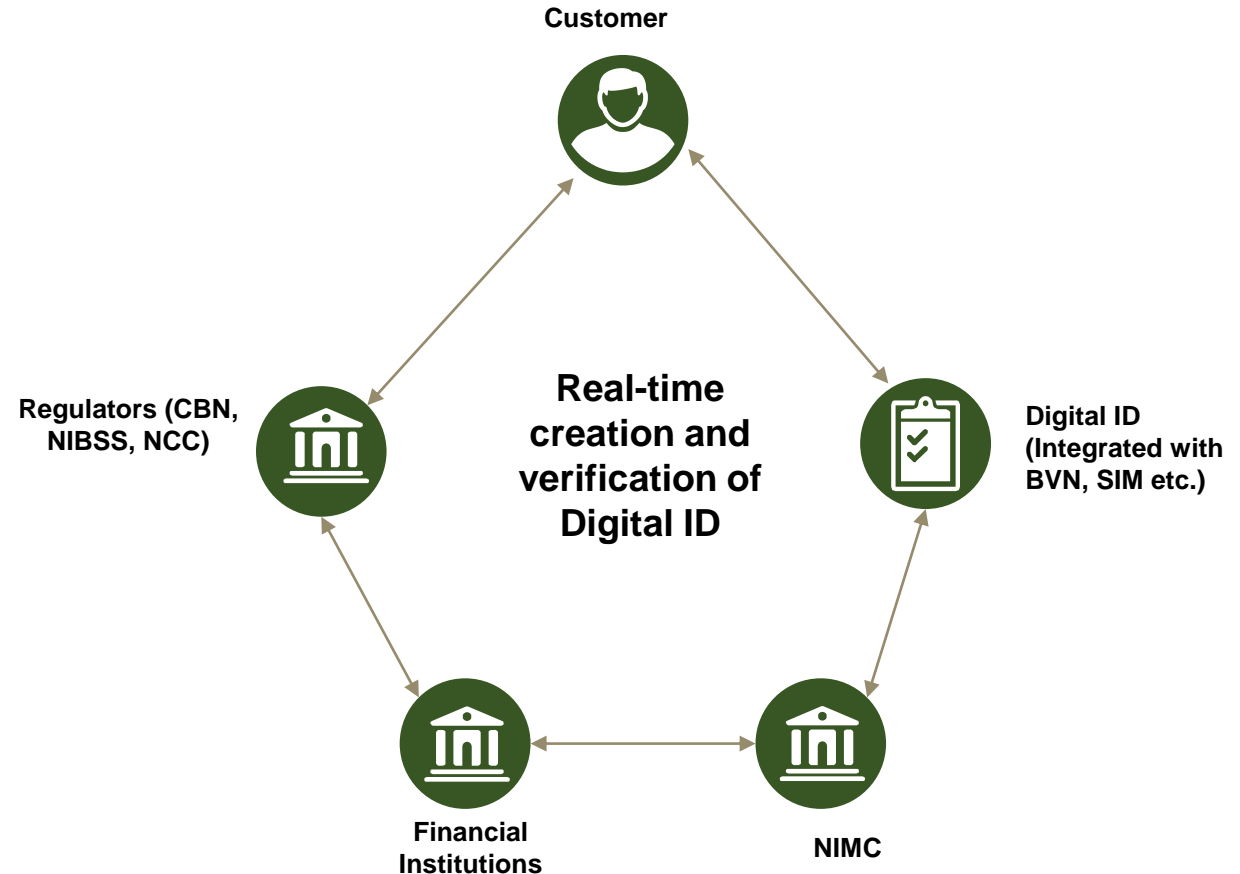 Customer
Regulators (CBN,
NIBSS, NCC)
Real-time
creation and
verification of
Digital ID
Digital ID
(Integrated with
BVN, SIM etc.)
Financial
Institutions
NIMC